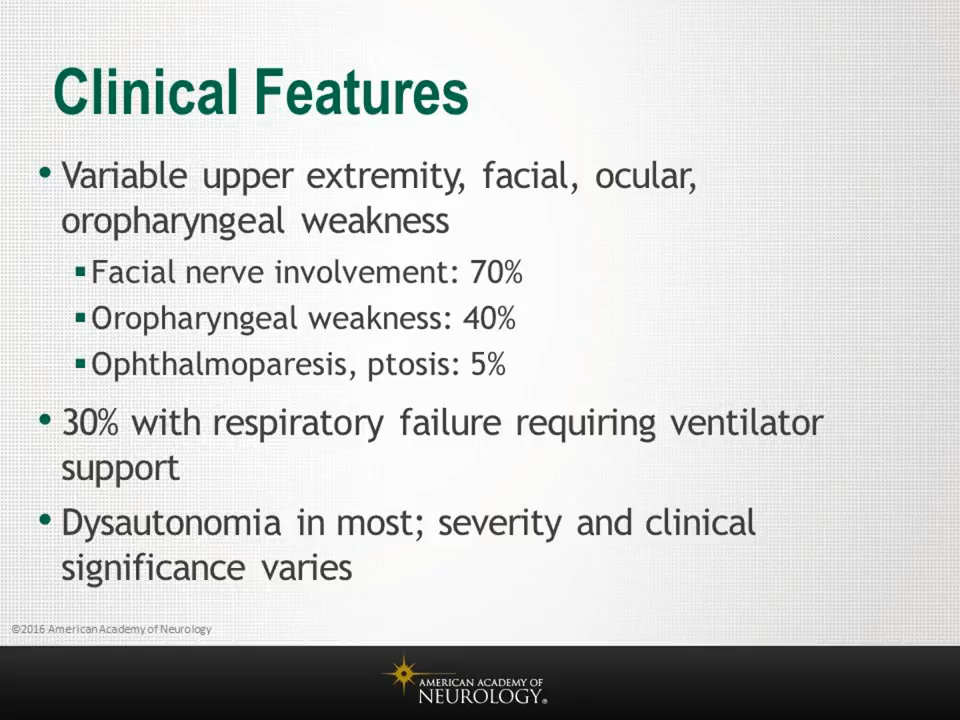 Clinical Features
• Variable upper extremity, facial, ocular,
oropharyngeal weakness
▪ Facial nerve involvement: 70%
▪ Oropharyngeal weakness: 40%
▪ Ophthalmoparesis, ptosis: 5%
• 30% with respiratory failure requiring ventilator
support
• Dysautonomia in most; severity and clinical
significance varies
©2016 American Academy of Neurology
AMERICAN ACADEMY OF
NEUROLOGY®